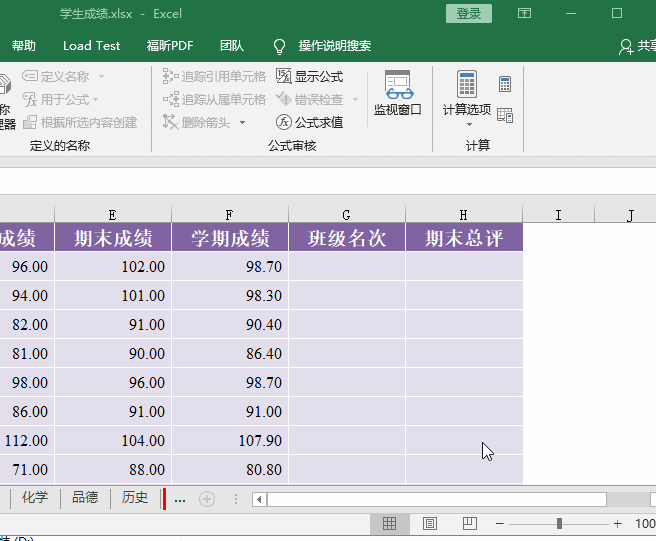 学生成绩.xlsx - Excel 登录
帮助 Load Test 福昕PDF 团队 操作说明搜索 共享
定义名称 追踪引用单元格 显示公式
称 用于公式 追踪从属单元格 错误检查 监视窗口 计算选项
理器 根据所选内容创建 删除箭头 公式求值
定义的名称 公式审核 计算
E F G H I J
成绩 期末成绩 学期成绩 班级名次 期末总评
96.00 102.00 98.70
94.00 101.00 98.30
82.00 91.00 90.40
81.00 90.00 86.40
98.00 96.00 98.70
86.00 91.00 91.00
112.00 104.00 107.90
71.00 88.00 80.80
化学 品德 历史 ...
− + 100
(D:)